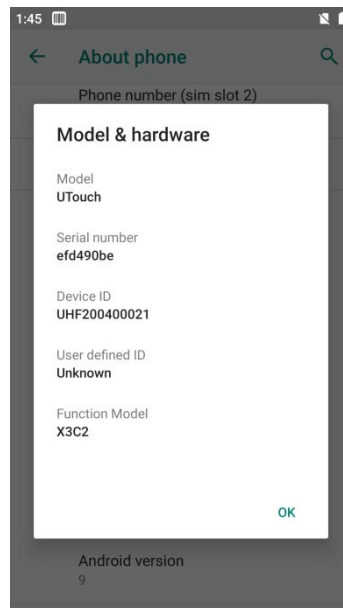 1:45
About phone
Phone number (sim slot 2)
Model & hardware
Model
UTouch
Serial number
efd490be
Device ID
UHF200400021
User defined ID
Unknown
Function Model
X3C2
OK
Android version
9